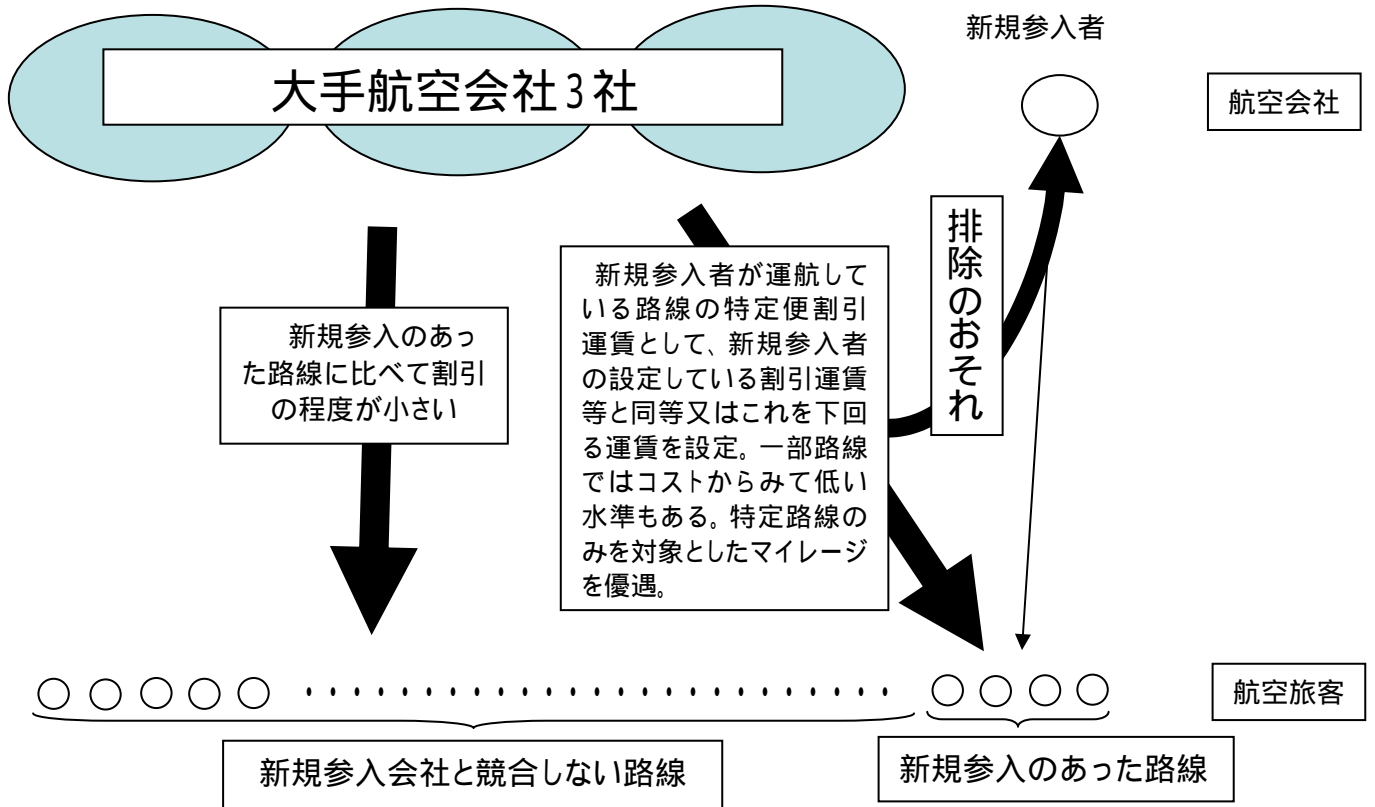 新規参入者
大手航空会社3社
航空会社
排除のおそれ
新規参入のあっ
た路線に比べて割引
の程度が小さい
新規参入者が運航して
いる路線の特定便割引
運賃として、新規参入者
の設定している割引運賃
等と同等又はこれを下回
る運賃を設定。一部路線
ではコストからみて低い
水準もある。特定路線の
みを対象としたマイレージ
を優遇。
航空旅客
新規参入会社と競合しない路線
新規参入のあった路線